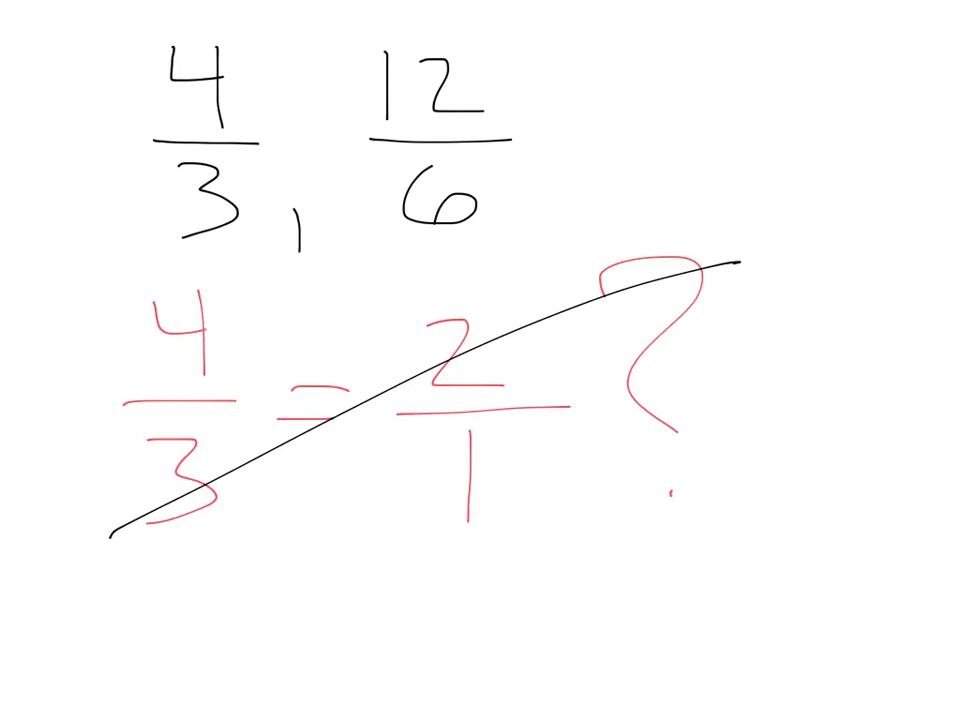 4/3, 12/6
4/3 = 2/1 ?